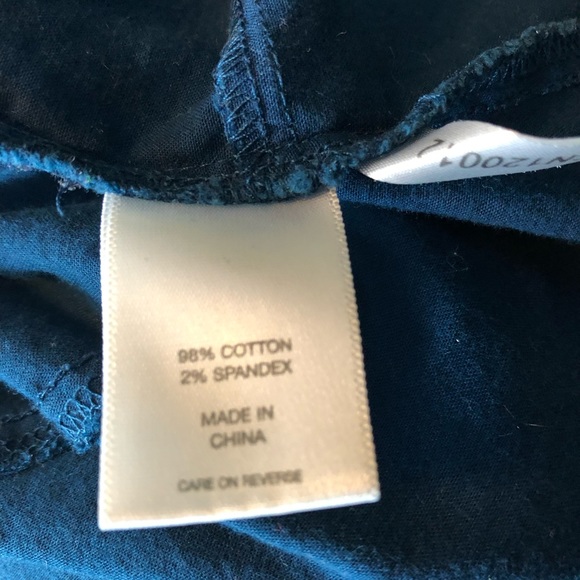 98% COTTON
2% SPANDEX
MADE IN
CHINA
CARE ON REVERSE